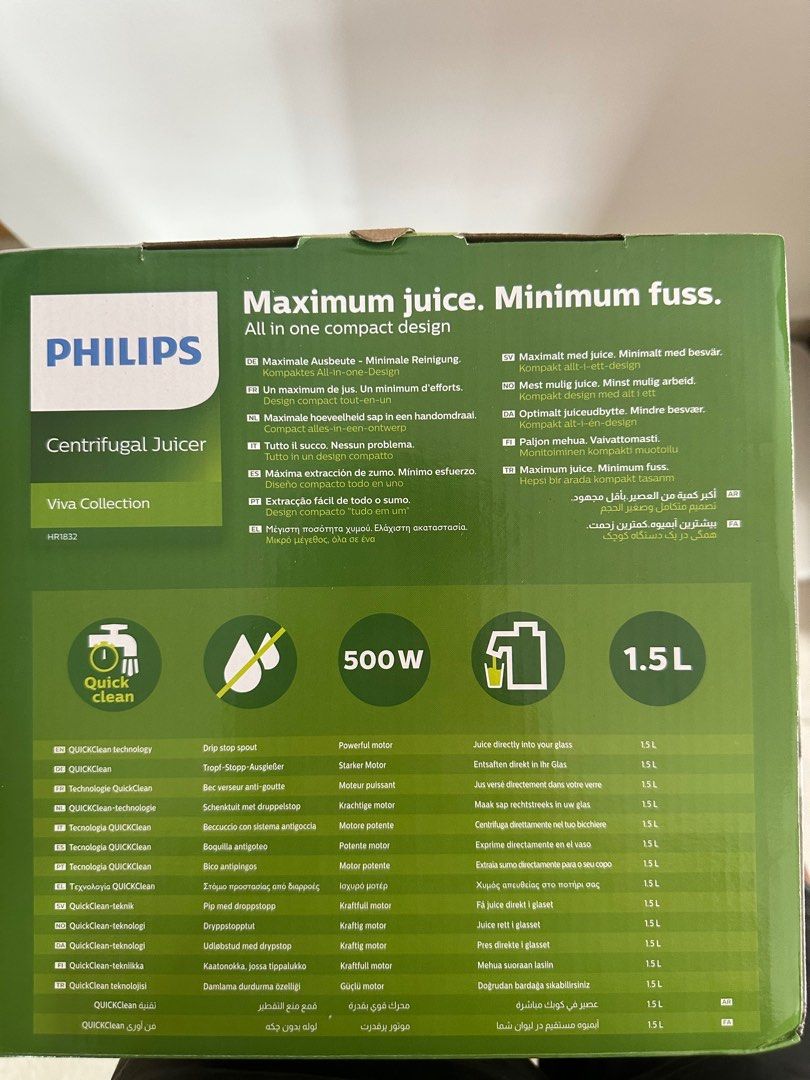 PHILIPS
Centrifugal Juicer
Viva Collection
HR1832
Maximum juice. Minimum fuss.
All in one compact design
DE Maximale Ausbeute - Minimale Reinigung.
Kompaktes All-in-one-Design
FR Un maximum de jus. Un minimum d'efforts.
Design compact tout-en-un
NL Maximale hoeveelheid sap in een handomdraai.
Compact alles-in-een-ontwerp
IT Tutto il succo. Nessun problema.
Tutto in un design compatto
ES Máxima extracción de zumo. Mínimo esfuerzo.
Diseño compacto todo en uno
PT Extracção fácil de todo o sumo.
Design compacto "tudo em um"
EL Μέγιστη ποσότητα χυμού. Ελάχιστη ακαταστασία.
Μικρό μέγεθος, όλα σε ένα
SV Maximalt med juice. Minimalt med besvär.
Kompakt allt-i-ett-design
NO Mest mulig juice. Minst mulig arbeid.
Kompakt design med alt i ett
DA Optimalt juiceudbytte. Mindre besvær.
Kompakt alt-i-én-design
FI Paljon mehua. Vaivattomasti.
Monitoiminen kompakti muotoilu
TR Maximum juice. Minimum fuss.
Hepsi bir arada kompakt tasarım
AR أكبر كمية من العصير.بأقل مجهود.
تصميم متكامل وصغير الحجم
FA بیشترین آبمیوه.کمترین زحمت.
همگی در یک دستگاه کوچک
Quick
clean
500W
1.5L
EN QUICKClean technology Drip stop spout Powerful motor Juice directly into your glass 1.5 L
DE QUICKClean Tropf-Stopp-Ausgießer Starker Motor Entsaften direkt in Ihr Glas 1.5 L
FR Technologie QuickClean Bec verseur anti-goutte Moteur puissant Jus versé directement dans votre verre 1.5 L
NL QUICKClean-technologie Schenktuit met druppelstop Krachtige motor Maak sap rechtstreeks in uw glas 1.5 L
IT Tecnologia QUICKClean Beccuccio con sistema antigoccia Motore potente Centrifuga direttamente nel tuo bicchiere 1.5 L
ES Tecnología QUICKClean Boquilla antigoteo Potente motor Exprime directamente en el vaso 1.5 L
PT Tecnologia QUICKClean Bico antipingos Motor potente Extraia sumo directamente para o seu copo 1.5 L
EL Τεχνολογία QUICKClean Στόμιο προστασίας από διαρροές Ισχυρό μοτέρ Χυμός απευθείας στο ποτήρι σας 1.5 L
SV QuickClean-teknik Pip med droppstopp Kraftfull motor Få juice direkt i glaset 1.5 L
NO QuickClean-teknologi Dryppstopptut Kraftig motor Juice rett i glasset 1.5 L
DA QuickClean-teknologi Udløbstud med drypstop Kraftig motor Pres direkte i glasset 1.5 L
FI QuickClean-tekniikka Kaatonokka, jossa tippalukko Kraftfull motor Mehua suoraan lasiin 1.5 L
TR QuickClean teknolojisi Damlama durdurma özelliği Güçlü motor Doğrudan bardağa sıkabilirsiniz 1.5 L
تقنية QUICKClean قمع منع التقطير محرك قوي بقدرة عصير في كوبك مباشرة 1.5 L AR
فن آوری QUICKClean لوله بدون چکه موتور پرقدرت آبمیوه مستقیم در لیوان شما 1.5 L FA